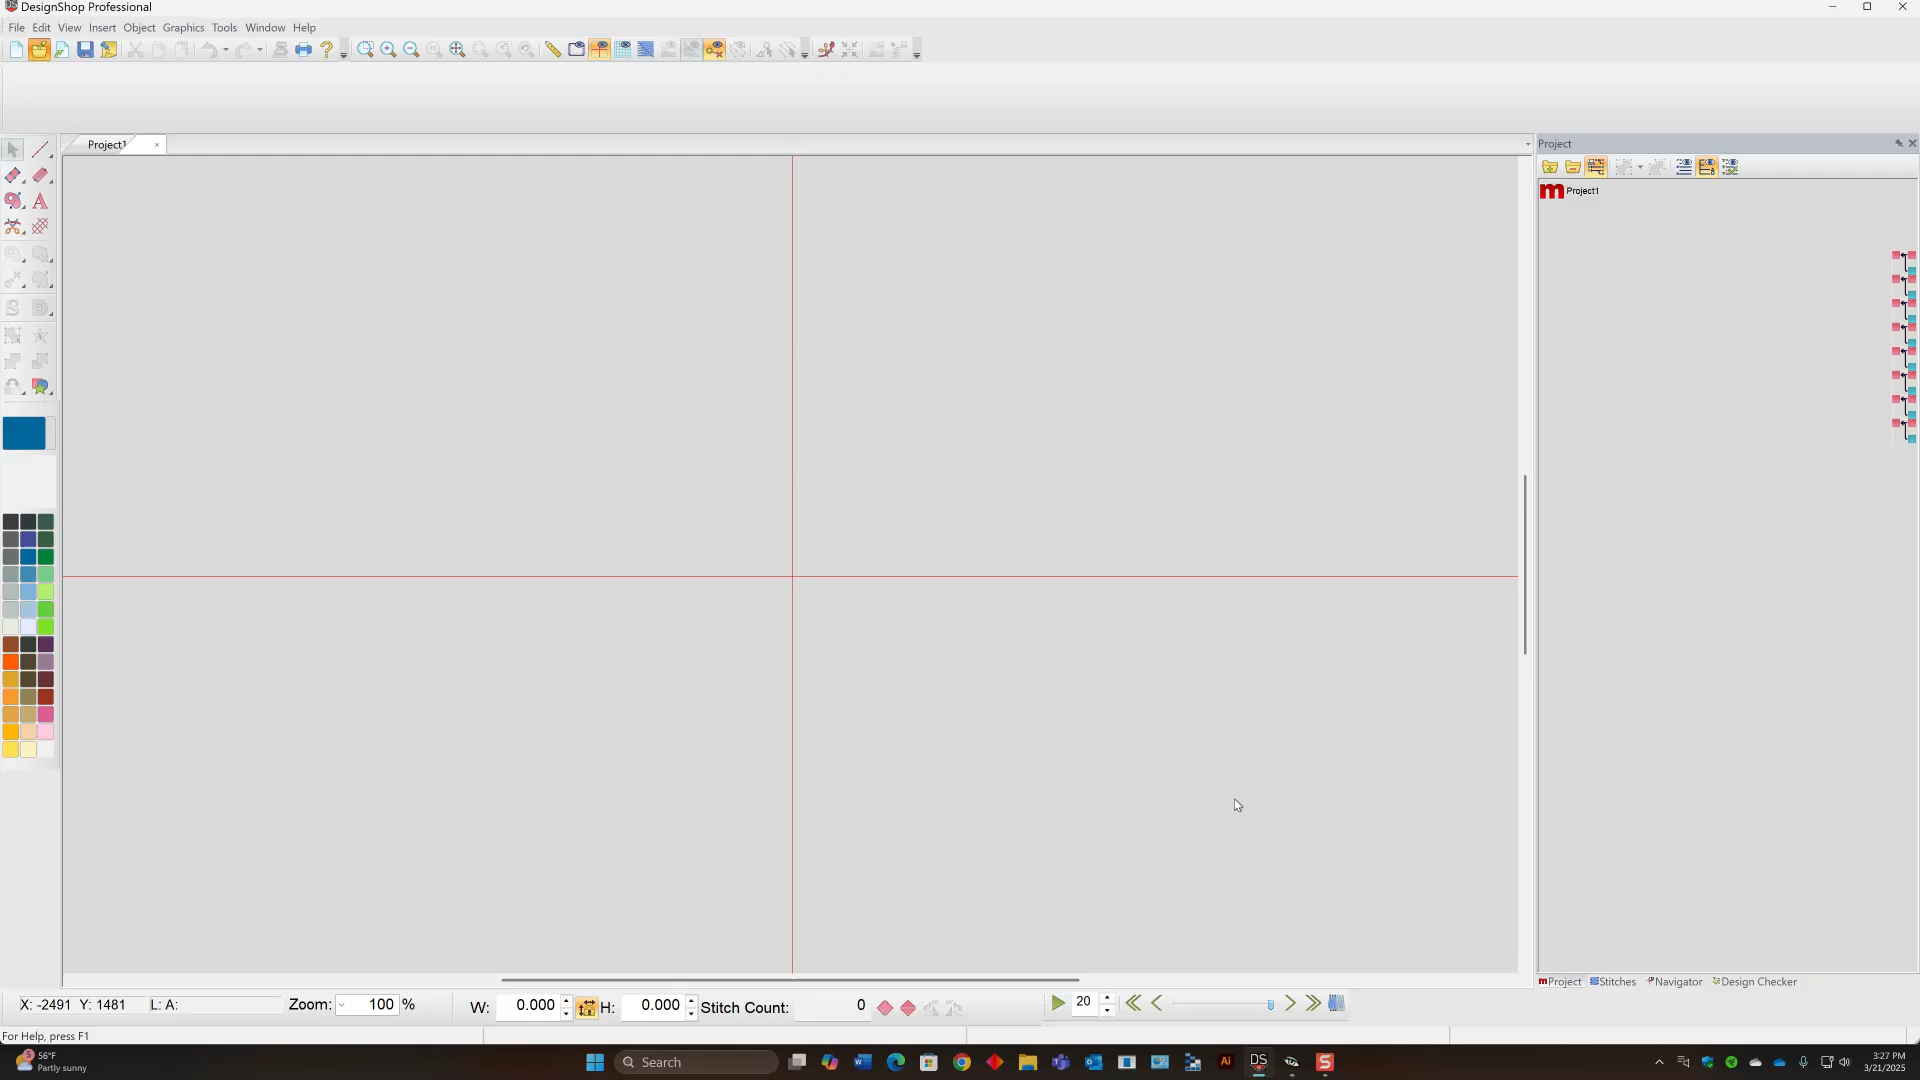 DesignShop Professional
File Edit View Insert Object Graphics Tools Window Help
Project1
Project
Project1
Project Stitches Navigator Design Checker
X: -2491 Y: 1481 L: A: Zoom: 100 % W: 0.000 H: 0.000 Stitch Count: 0 20
For Help, press F1
56°F
Partly sunny
Search
DS
3:27 PM
3/21/2025